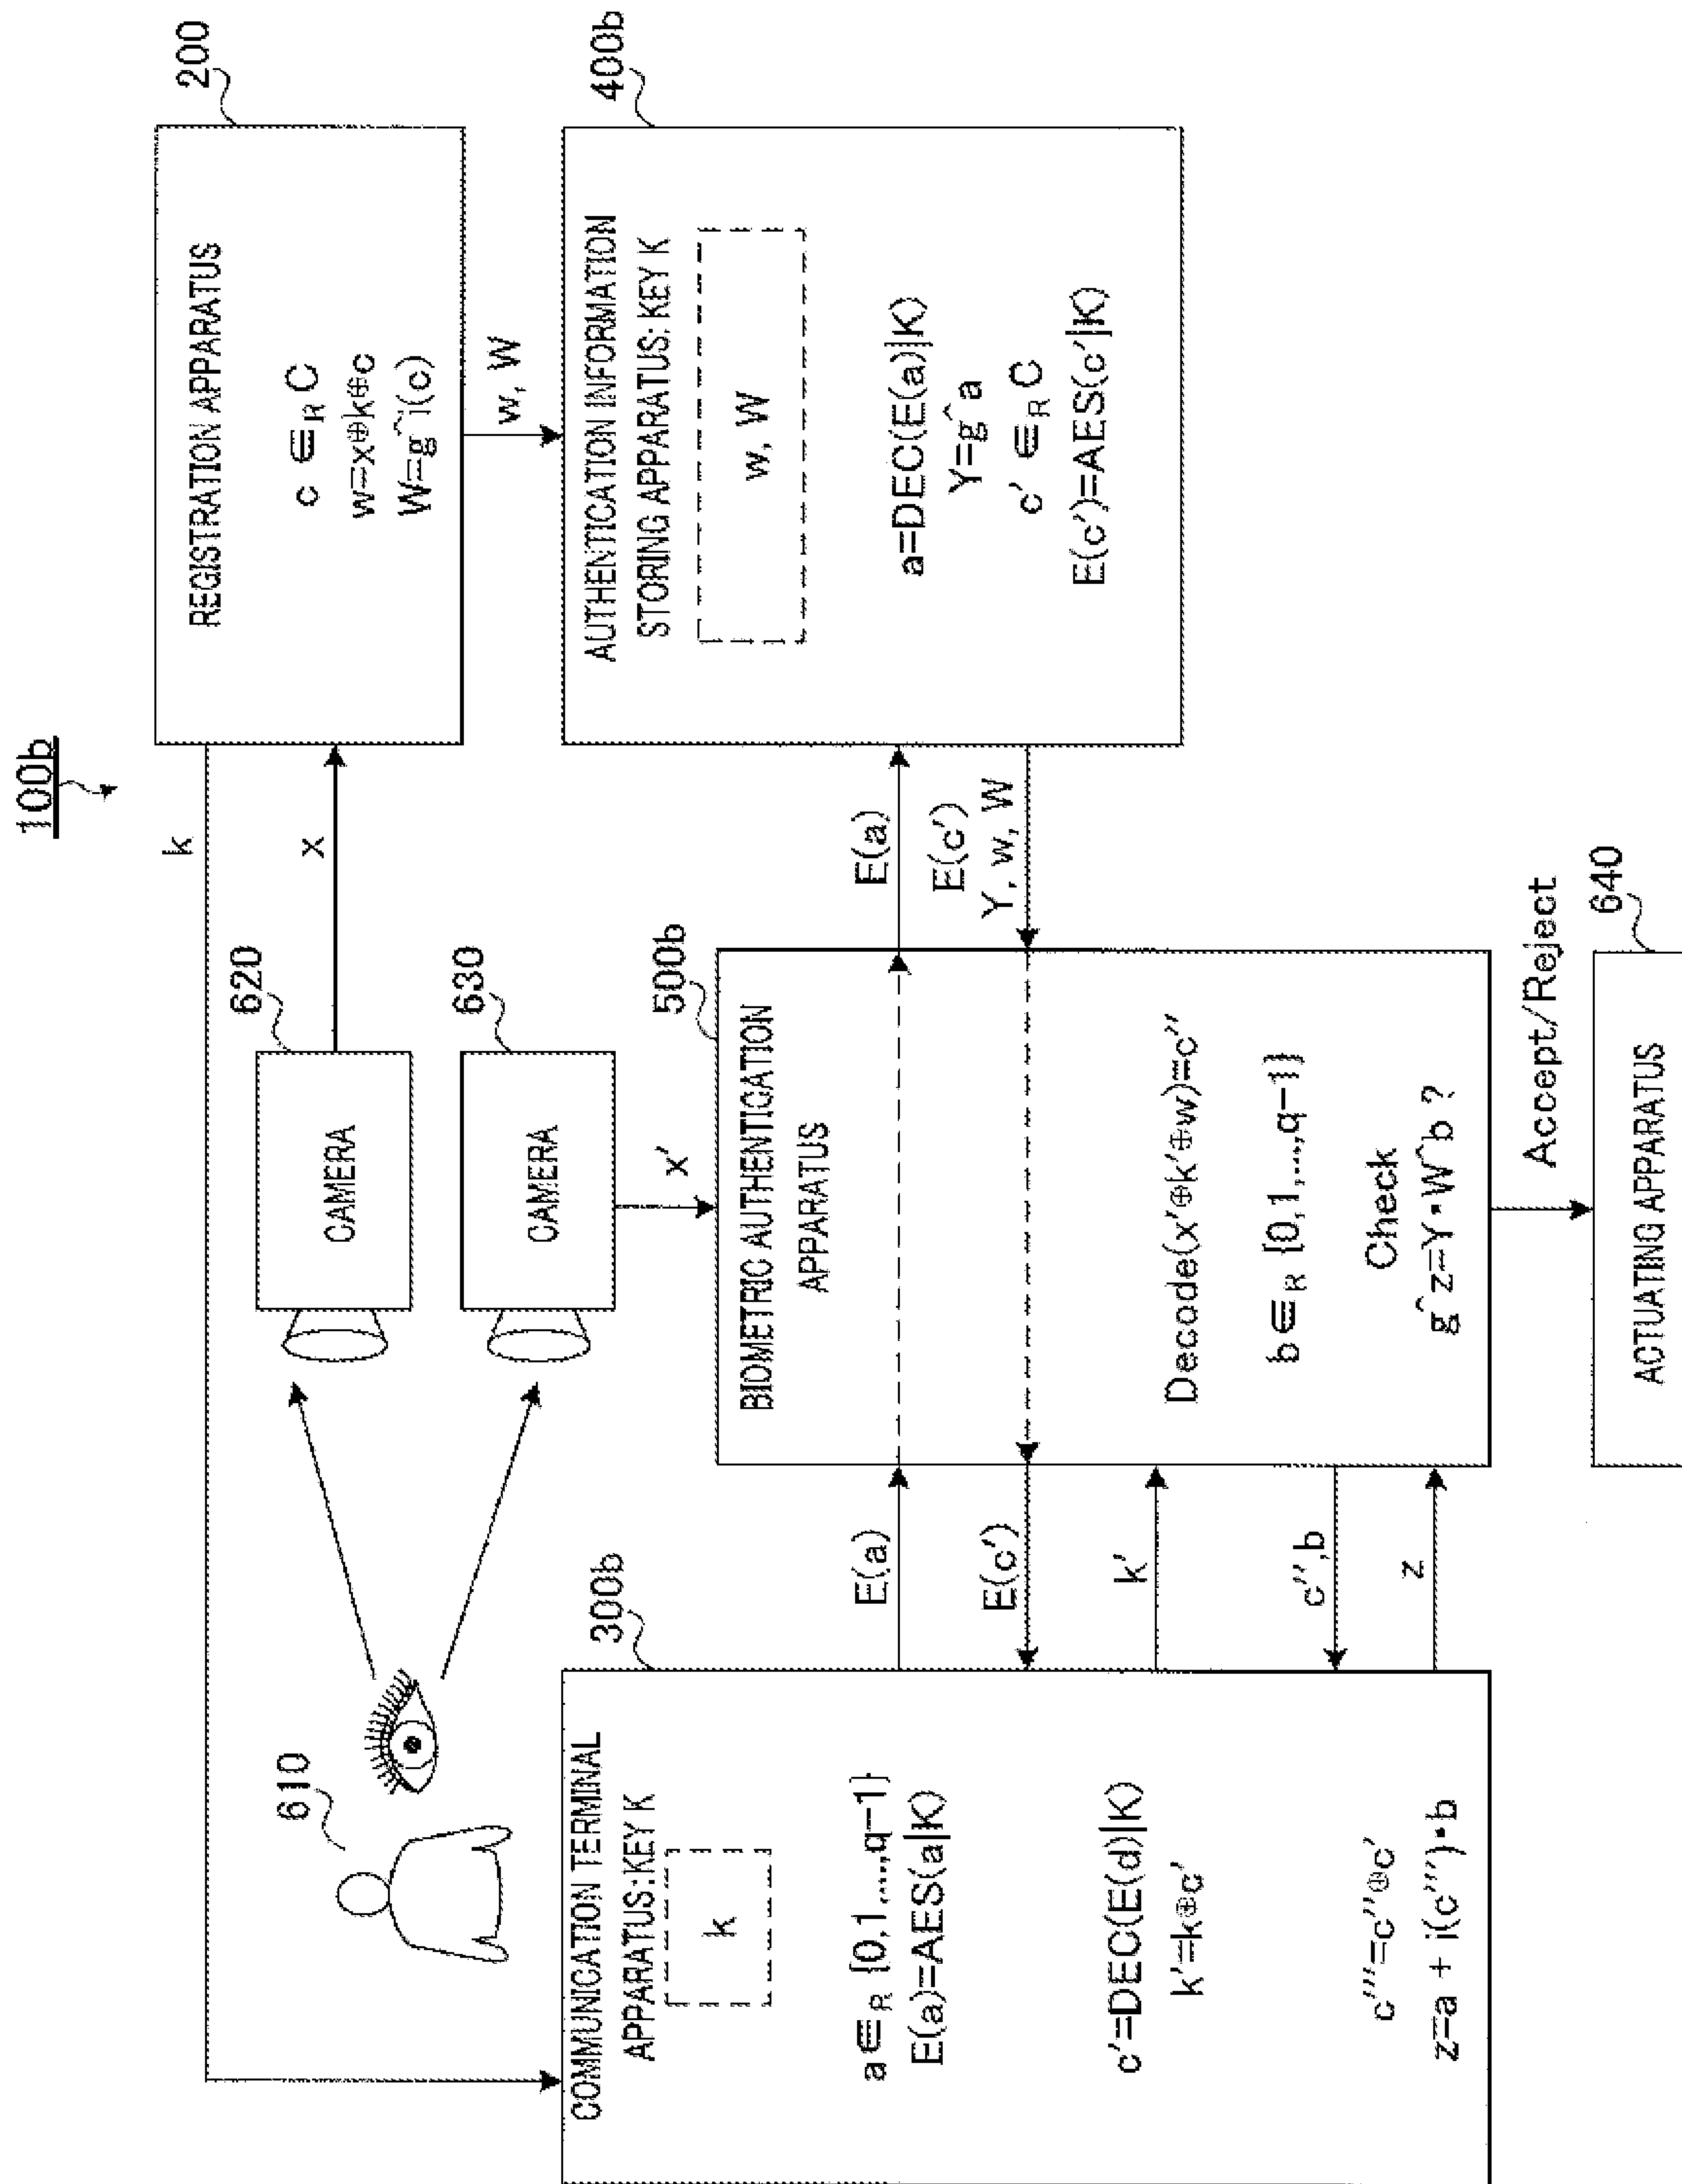 100b
k
x
610
620
CAMERA
630
CAMERA
x'
200
REGISTRATION APPARATUS
c ∈R C
w=x⊕k⊕c
W=g^i(c)
w, W
300b
COMMUNICATION TERMINAL
APPARATUS:KEY K
k
a∈R {0,1,...,q-1}
E(a)=AES(a|K)
c'=DEC(E(d)|K)
k'=k⊕c'
c'''=c''⊕c'
z=a + i(c''')・b
E(a)
E(c')
k'
c'',b
z
500b
BIOMETRIC AUTHENTIGATION
APPARATUS
Decode(x'⊕k'⊕w)=c''
b∈R {0,1,...,q-1}
Check
g^z=Y・W^b ?
E(a)
E(c')
Y, w, W
400b
AUTHENTICATION INFORMATION
STORING APPARATUS: KEY K
w, W
a=DEC(E(a)|K)
Y=g^a
c' ∈R C
E(c')=AES(c'|K)
Accept/Reject
640
ACTUATING APPARATUS